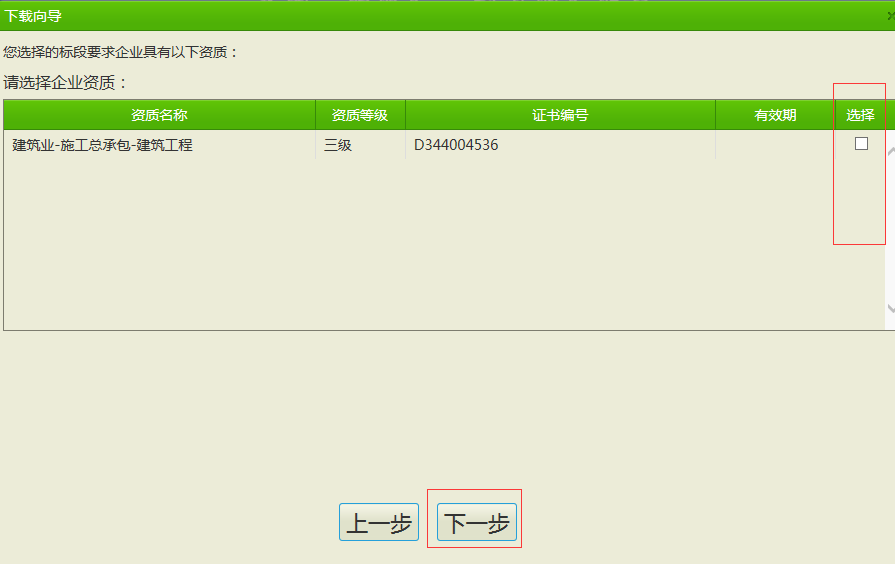 下载向导
您选择的标段要求企业具有以下资质：
请选择企业资质：
资质名称 资质等级 证书编号 有效期 选择
建筑业-施工总承包-建筑工程 三级 D344004536
上一步 下一步